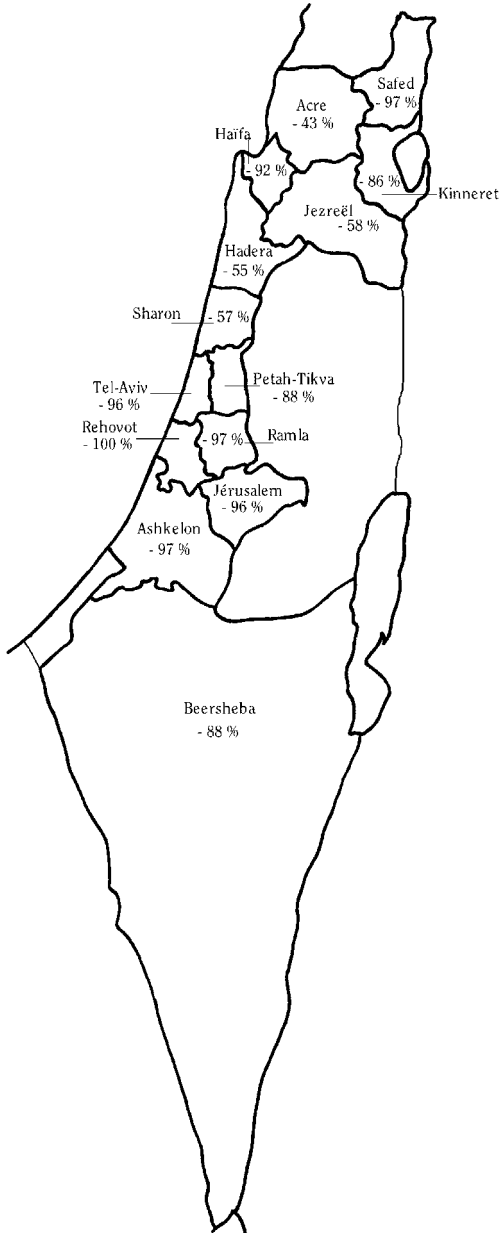 Safed
- 97 %
Acre
- 43 %
Haïfa
- 92 %
- 86 %
Kinneret
Jezreël
- 58 %
Hadera
- 55 %
Sharon
- 57 %
Tel-Aviv
- 96 %
Petah-Tikva
- 88 %
Rehovot
- 100 %
- 97 %
Ramla
Jérusalem
- 96 %
Ashkelon
- 97 %
Beersheba
- 88 %